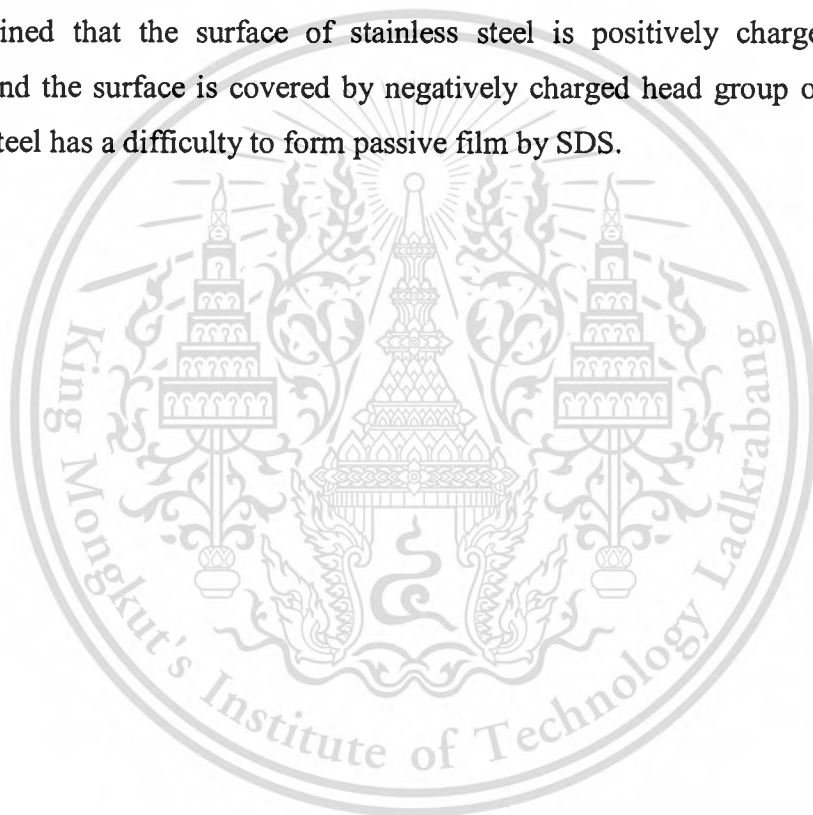 ined that the surface of stainless steel is positively charge
nd the surface is covered by negatively charged head group o
teel has a difficulty to form passive film by SDS.
King Mongkut's Institute of Technology Ladkrabang